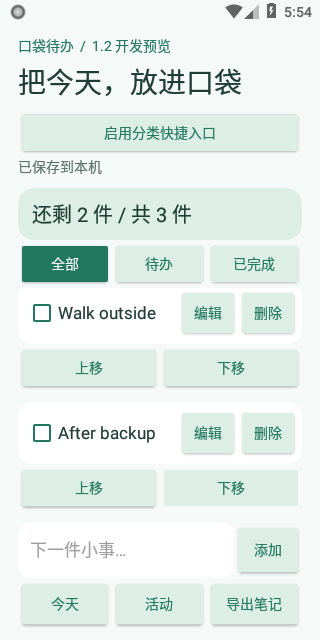 5:54
口袋待办 / 1.2 开发预览
把今天，放进口袋
启用分类快捷入口
已保存到本机
还剩 2 件 / 共 3 件
全部 待办 已完成
Walk outside 编辑 删除
上移 下移
After backup 编辑 删除
上移 下移
下一件小事… 添加
今天 活动 导出笔记